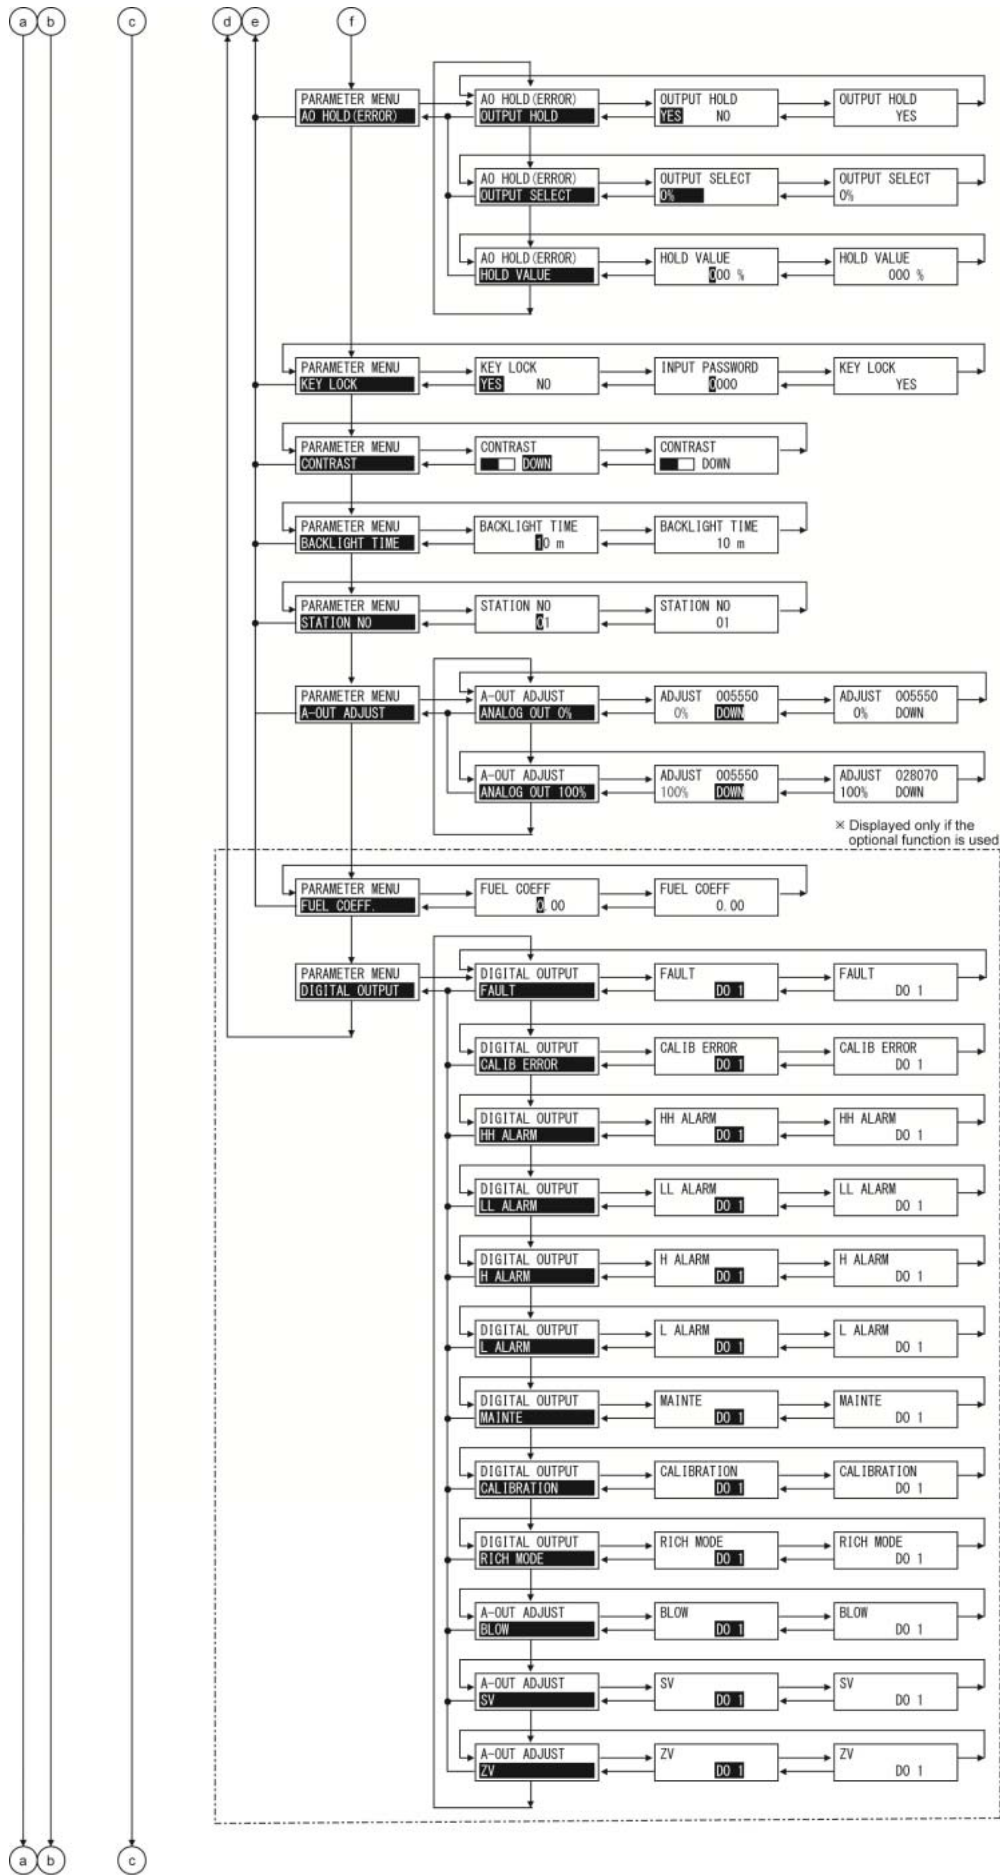 a b c d e f
PARAMETER MENU
AO HOLD(ERROR)
AO HOLD(ERROR)
OUTPUT HOLD
OUTPUT HOLD
YES NO
OUTPUT HOLD
YES
AO HOLD(ERROR)
OUTPUT SELECT
OUTPUT SELECT
0%
OUTPUT SELECT
0%
AO HOLD(ERROR)
HOLD VALUE
HOLD VALUE
000 %
HOLD VALUE
000 %
PARAMETER MENU
KEY LOCK
KEY LOCK
YES NO
INPUT PASSWORD
0000
KEY LOCK
YES
PARAMETER MENU
CONTRAST
CONTRAST
DOWN
CONTRAST
DOWN
PARAMETER MENU
BACKLIGHT TIME
BACKLIGHT TIME
10 m
BACKLIGHT TIME
10 m
PARAMETER MENU
STATION NO
STATION NO
01
STATION NO
01
PARAMETER MENU
A-OUT ADJUST
A-OUT ADJUST
ANALOG OUT 0%
ADJUST 005550
0% DOWN
ADJUST 005550
0% DOWN
A-OUT ADJUST
ANALOG OUT 100%
ADJUST 005550
100% DOWN
ADJUST 028070
100% DOWN
※ Displayed only if the
optional function is used
PARAMETER MENU
FUEL COEFF.
FUEL COEFF
0.00
FUEL COEFF
0.00
PARAMETER MENU
DIGITAL OUTPUT
DIGITAL OUTPUT
FAULT
FAULT
DO 1
FAULT
DO 1
DIGITAL OUTPUT
CALIB ERROR
CALIB ERROR
DO 1
CALIB ERROR
DO 1
DIGITAL OUTPUT
HH ALARM
HH ALARM
DO 1
HH ALARM
DO 1
DIGITAL OUTPUT
LL ALARM
LL ALARM
DO 1
LL ALARM
DO 1
DIGITAL OUTPUT
H ALARM
H ALARM
DO 1
H ALARM
DO 1
DIGITAL OUTPUT
L ALARM
L ALARM
DO 1
L ALARM
DO 1
DIGITAL OUTPUT
MAINTE
MAINTE
DO 1
MAINTE
DO 1
DIGITAL OUTPUT
CALIBRATION
CALIBRATION
DO 1
CALIBRATION
DO 1
DIGITAL OUTPUT
RICH MODE
RICH MODE
DO 1
RICH MODE
DO 1
A-OUT ADJUST
BLOW
BLOW
DO 1
BLOW
DO 1
A-OUT ADJUST
SV
SV
DO 1
SV
DO 1
A-OUT ADJUST
ZV
ZV
DO 1
ZV
DO 1
a b c